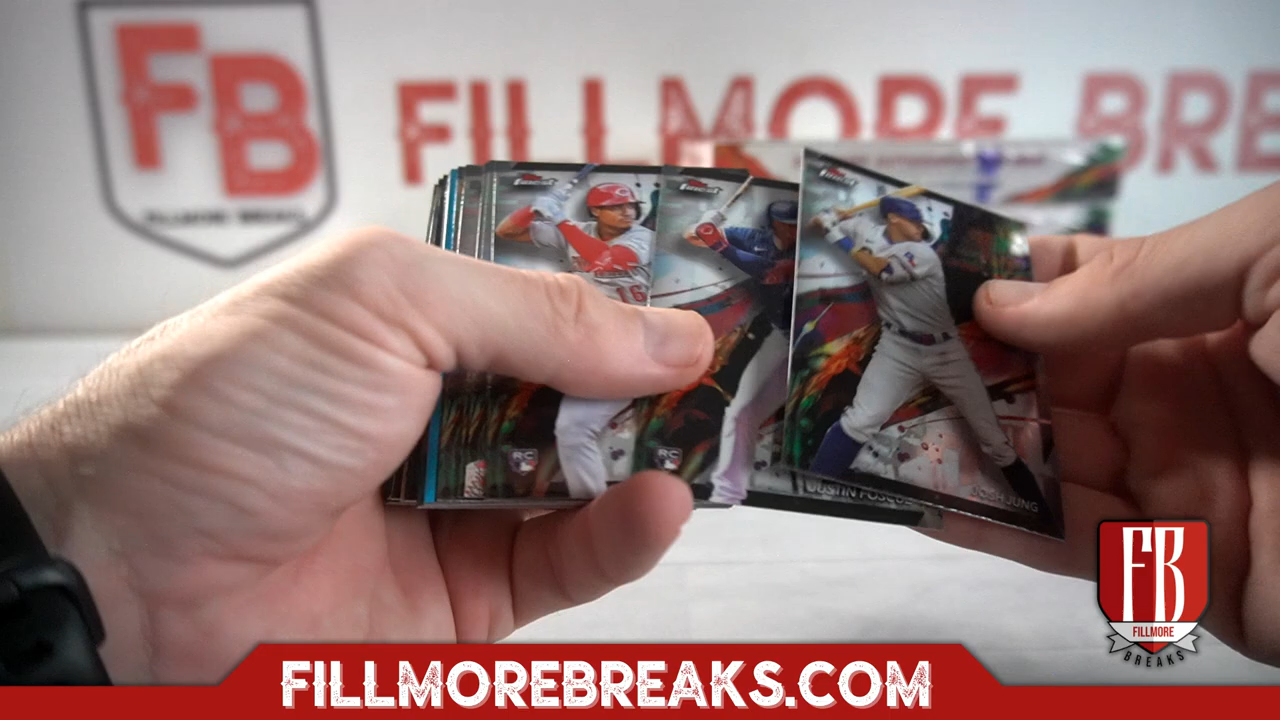 FB
FILLMORE BREAKS
FILLMORE BRE
finest
finest
finest
16
RC
RC
JUSTIN FOSCUE
JOSH JUNG
FB
FILLMORE
BREAKS
FILLMOREBREAKS.COM